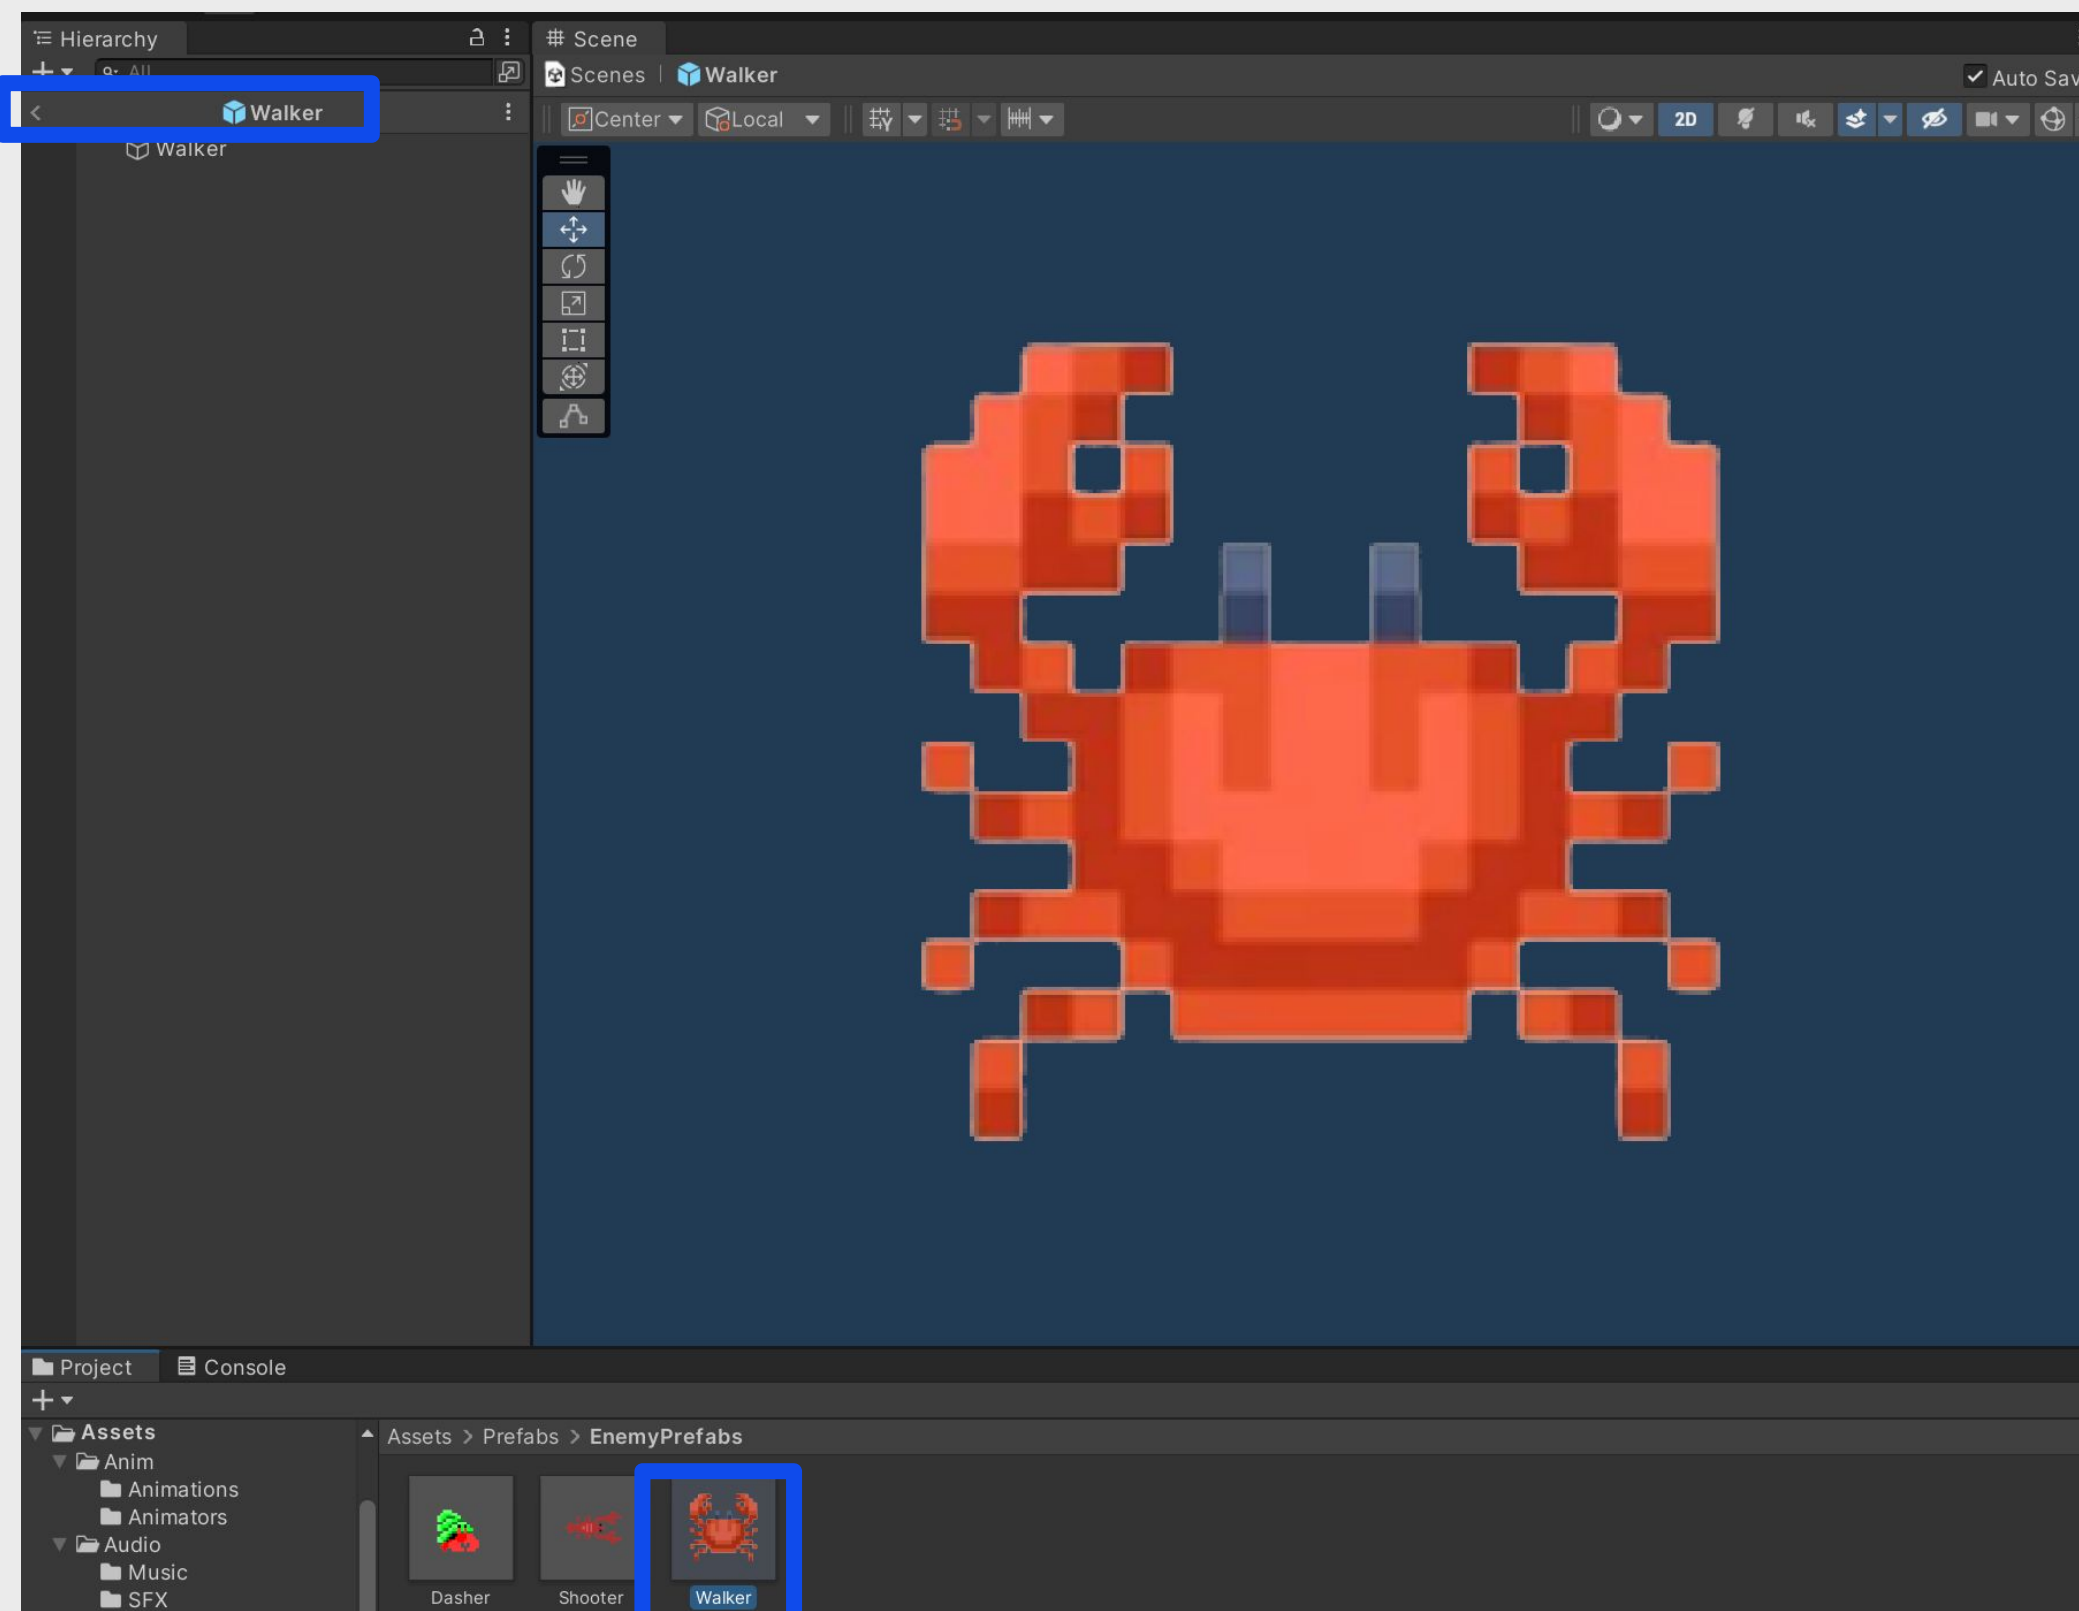 Hierarchy
All
Walker
Walker
Scene
Scenes | Walker
Auto Sav
Center Local 2D
Project Console
Assets
Anim
Animations
Animators
Audio
Music
SFX
Assets > Prefabs > EnemyPrefabs
Dasher Shooter Walker